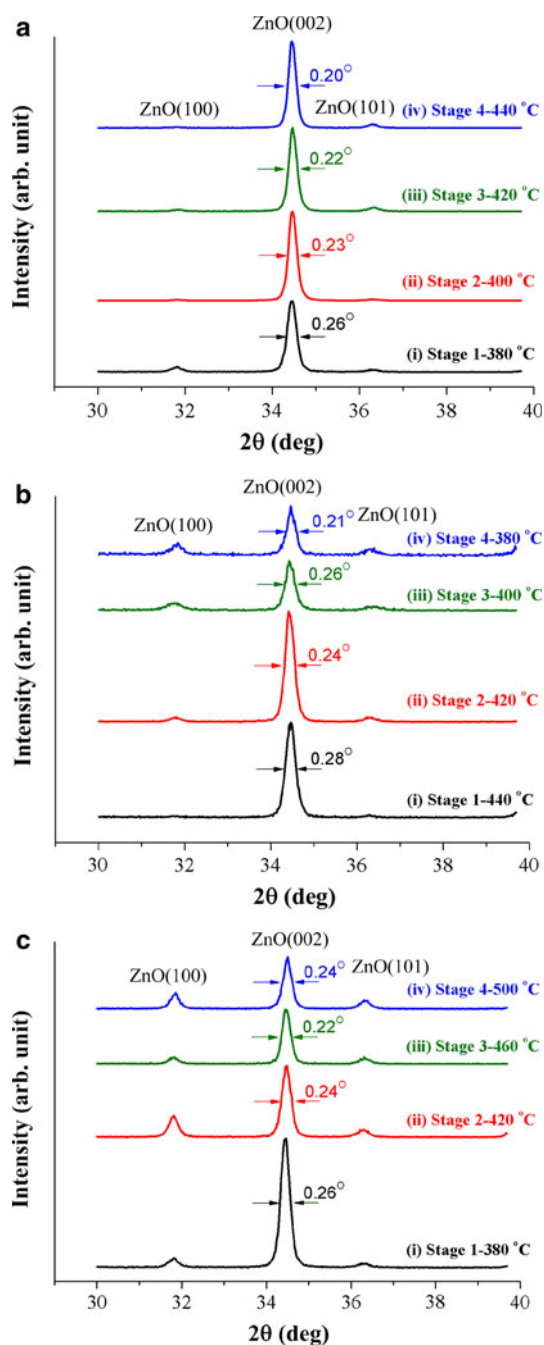 a
ZnO(002)
0.20°
ZnO(100)
ZnO(101)
(iv) Stage 4-440 °C
0.22°
(iii) Stage 3-420 °C
0.23°
(ii) Stage 2-400 °C
0.26°
(i) Stage 1-380 °C
Intensity (arb. unit)
30 32 34 36 38 40
2θ (deg)
b
ZnO(002)
ZnO(100)
0.21°
ZnO(101)
(iv) Stage 4-380 °C
0.26°
(iii) Stage 3-400 °C
0.24°
(ii) Stage 2-420 °C
0.28°
(i) Stage 1-440 °C
Intensity (arb. unit)
30 32 34 36 38 40
2θ (deg)
c
ZnO(002)
ZnO(100)
0.24°
ZnO(101)
(iv) Stage 4-500 °C
0.22°
(iii) Stage 3-460 °C
0.24°
(ii) Stage 2-420 °C
0.26°
(i) Stage 1-380 °C
Intensity (arb. unit)
30 32 34 36 38 40
2θ (deg)